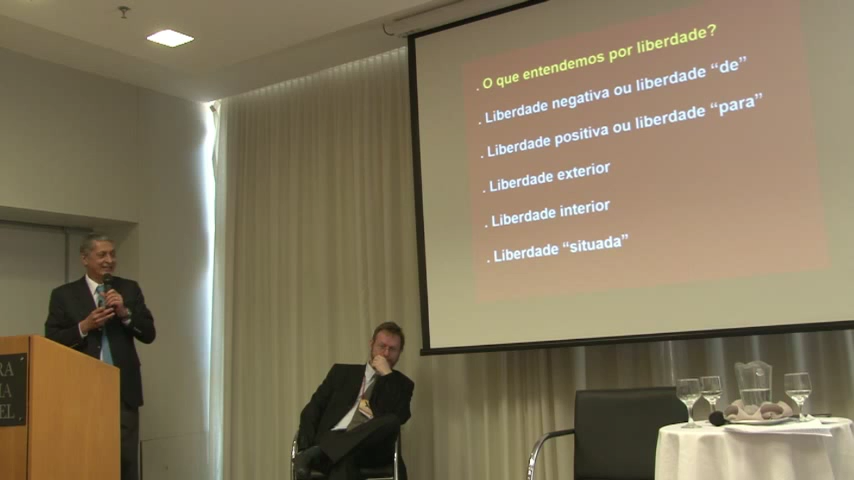 . O que entendemos por liberdade?
. Liberdade negativa ou liberdade “de”
. Liberdade positiva ou liberdade “para”
. Liberdade exterior
. Liberdade interior
. Liberdade “situada”